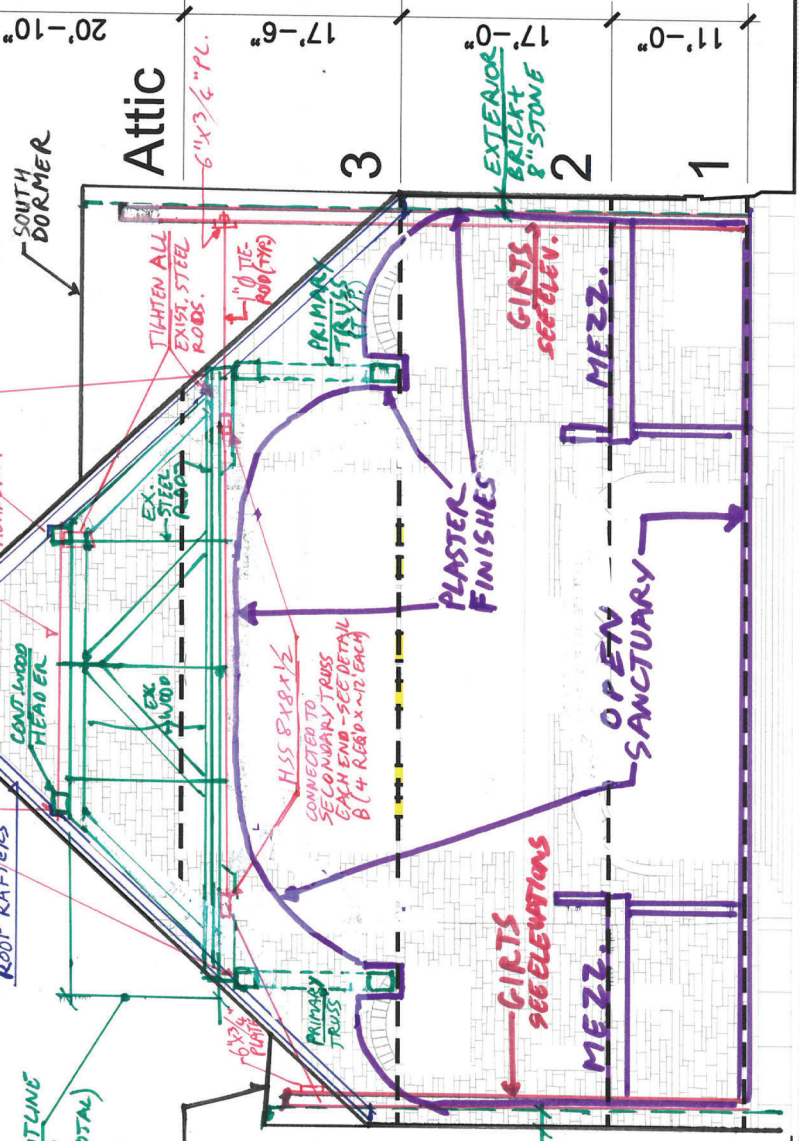 20'-10"
17'-6"
17'-0"
11'-0"
Attic
3
2
1
SOUTH
DORMER
TIGHTEN ALL
EXIST. STEEL
RODS.
6"X3/4"PL.
1"Ø TIE-
ROD(TYP.)
PRIMARY
TRUSS
EXTERIOR
BRICK+
8"STONE
GIRTS
SEE ELEV.
MEZZ.
EX.
STEEL
ROD
CONT.WOOD
HEADER
EX.
WOOD
HSS 8X8X1/2
CONNECTED TO
SECONDARY TRUSS
EACH END-SEE DETAIL
B (4 REQ'D X ~12' EACH)
PLASTER
FINISHES
OPEN
SANCTUARY
ROOF RAFTERS
6"X3/4"
PLATE
PRIMARY
TRUSS
GIRTS
SEE ELEVATIONS
MEZZ.